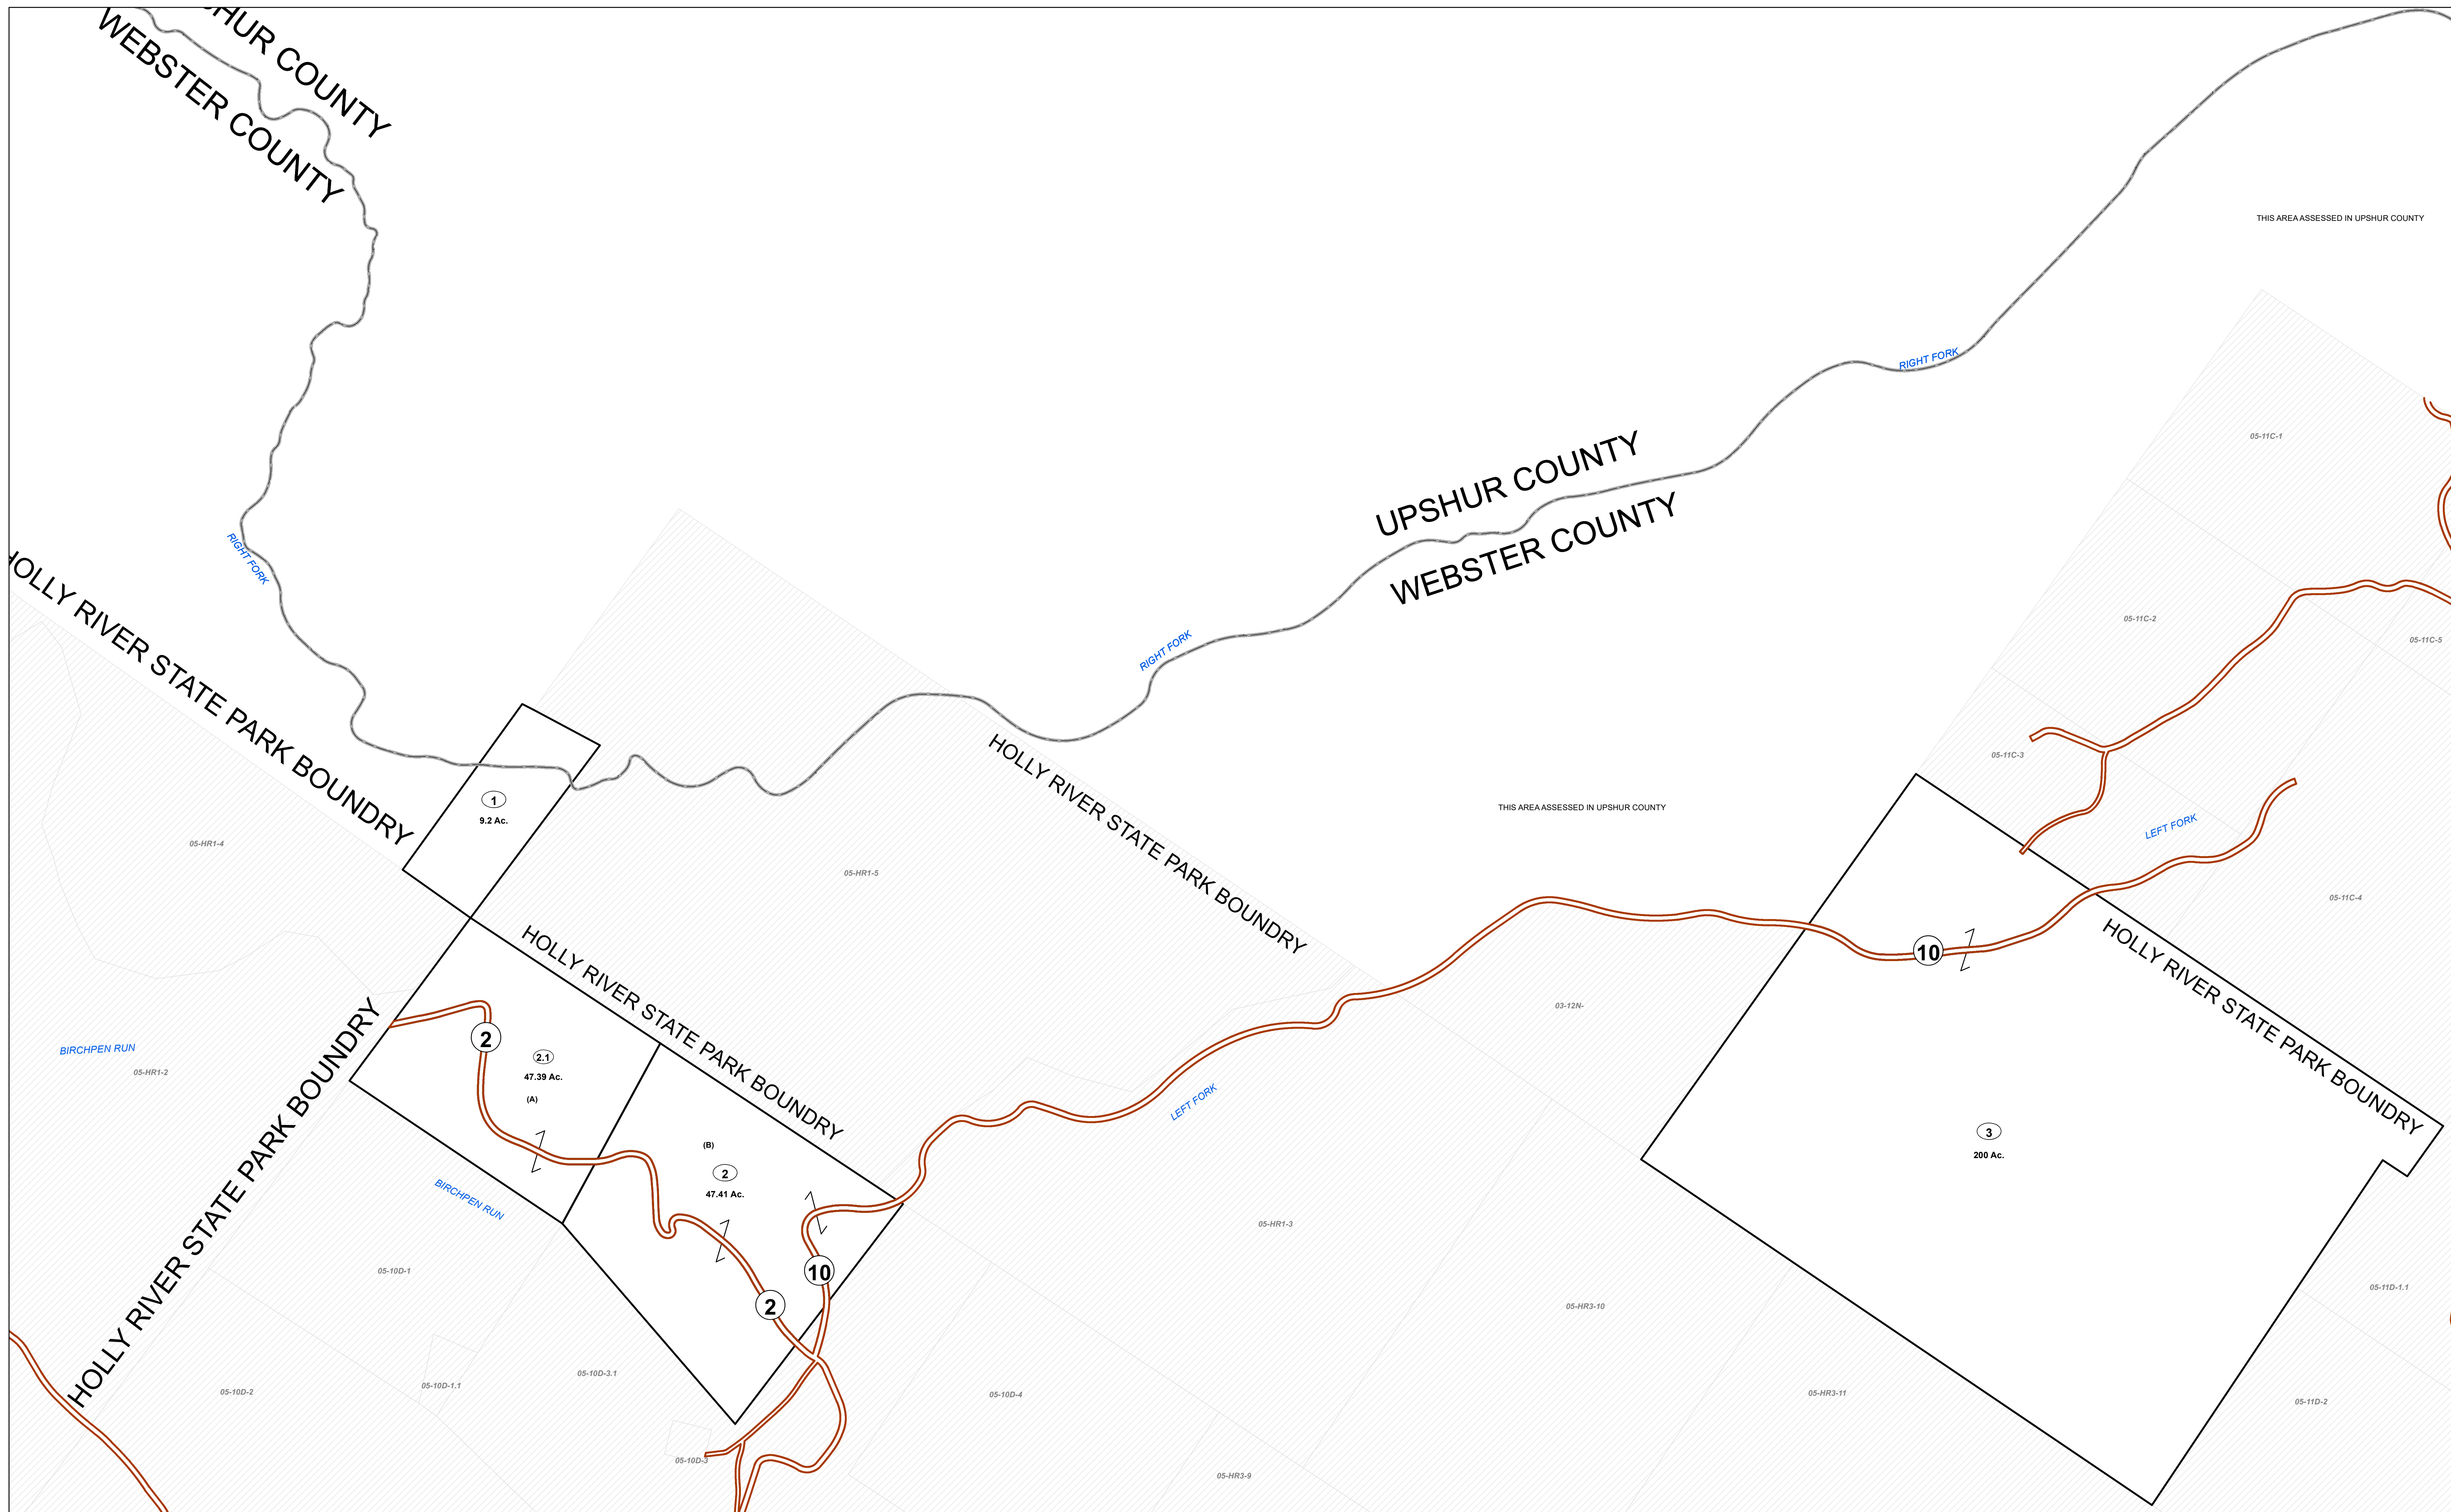 HUR COUNTY
WEBSTER COUNTY
THIS AREA ASSESSED IN UPSHUR COUNTY
RIGHT FORK
05-11C-1
UPSHUR COUNTY
WEBSTER COUNTY
RIGHT FORK
HOLLY RIVER STATE PARK BOUNDRY
05-11C-2
05-11C-5
RIGHT FORK
05-11C-3
HOLLY RIVER STATE PARK BOUNDRY
1
9.2 Ac.
THIS AREA ASSESSED IN UPSHUR COUNTY
LEFT FORK
05-HR1-4
05-HR1-5
05-11C-4
10
HOLLY RIVER STATE PARK BOUNDRY
HOLLY RIVER STATE PARK BOUNDRY
03-12N-
2
BIRCHPEN RUN
05-HR1-2
2.1
47.39 Ac.
(A)
LEFT FORK
3
200 Ac.
(B)
2
47.41 Ac.
HOLLY RIVER STATE PARK BOUNDRY
BIRCHPEN RUN
05-HR1-3
05-10D-1
10
2
05-HR3-10
05-11D-1.1
05-10D-2
05-10D-1.1
05-10D-3.1
05-10D-4
05-HR3-11
05-11D-2
05-10D-3
05-HR3-9